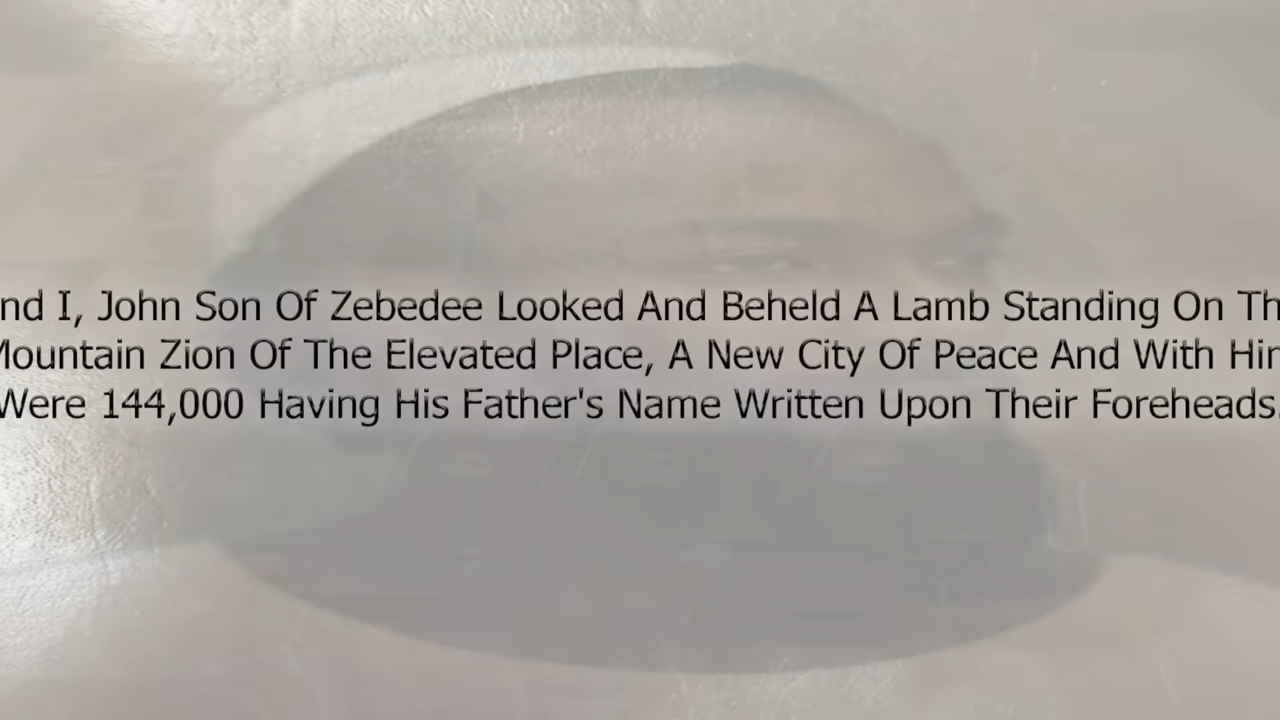 nd I, John Son Of Zebedee Looked And Beheld A Lamb Standing On Th
Mountain Zion Of The Elevated Place, A New City Of Peace And With Him
Were 144,000 Having His Father's Name Written Upon Their Foreheads.